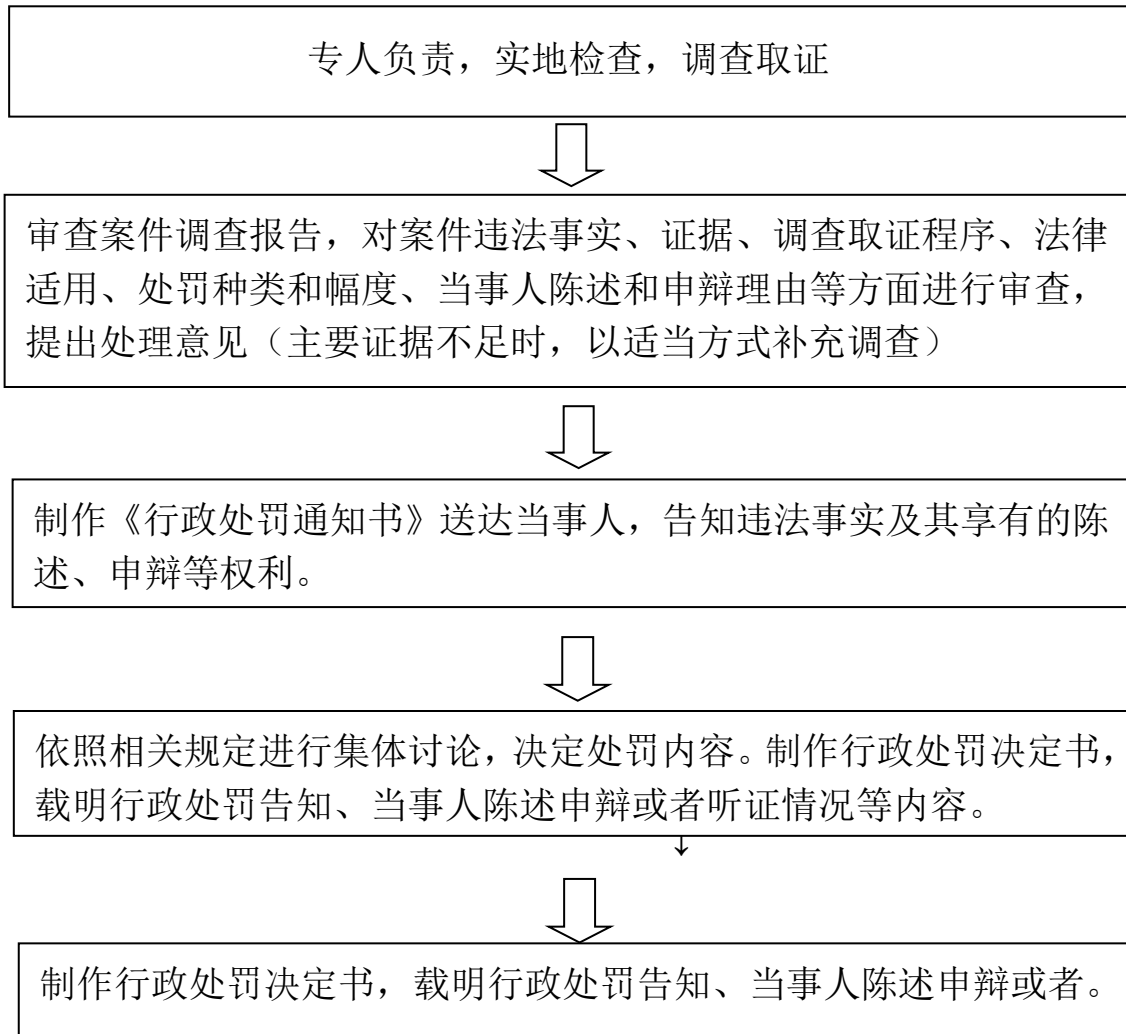 专人负责，实地检查，调查取证
审查案件调查报告，对案件违法事实、证据、调查取证程序、法律
适用、处罚种类和幅度、当事人陈述和申辩理由等方面进行审查，
提出处理意见（主要证据不足时，以适当方式补充调查）
制作《行政处罚通知书》送达当事人，告知违法事实及其享有的陈
述、申辩等权利。
依照相关规定进行集体讨论，决定处罚内容。制作行政处罚决定书，
载明行政处罚告知、当事人陈述申辩或者听证情况等内容。
↓
制作行政处罚决定书，载明行政处罚告知、当事人陈述申辩或者。